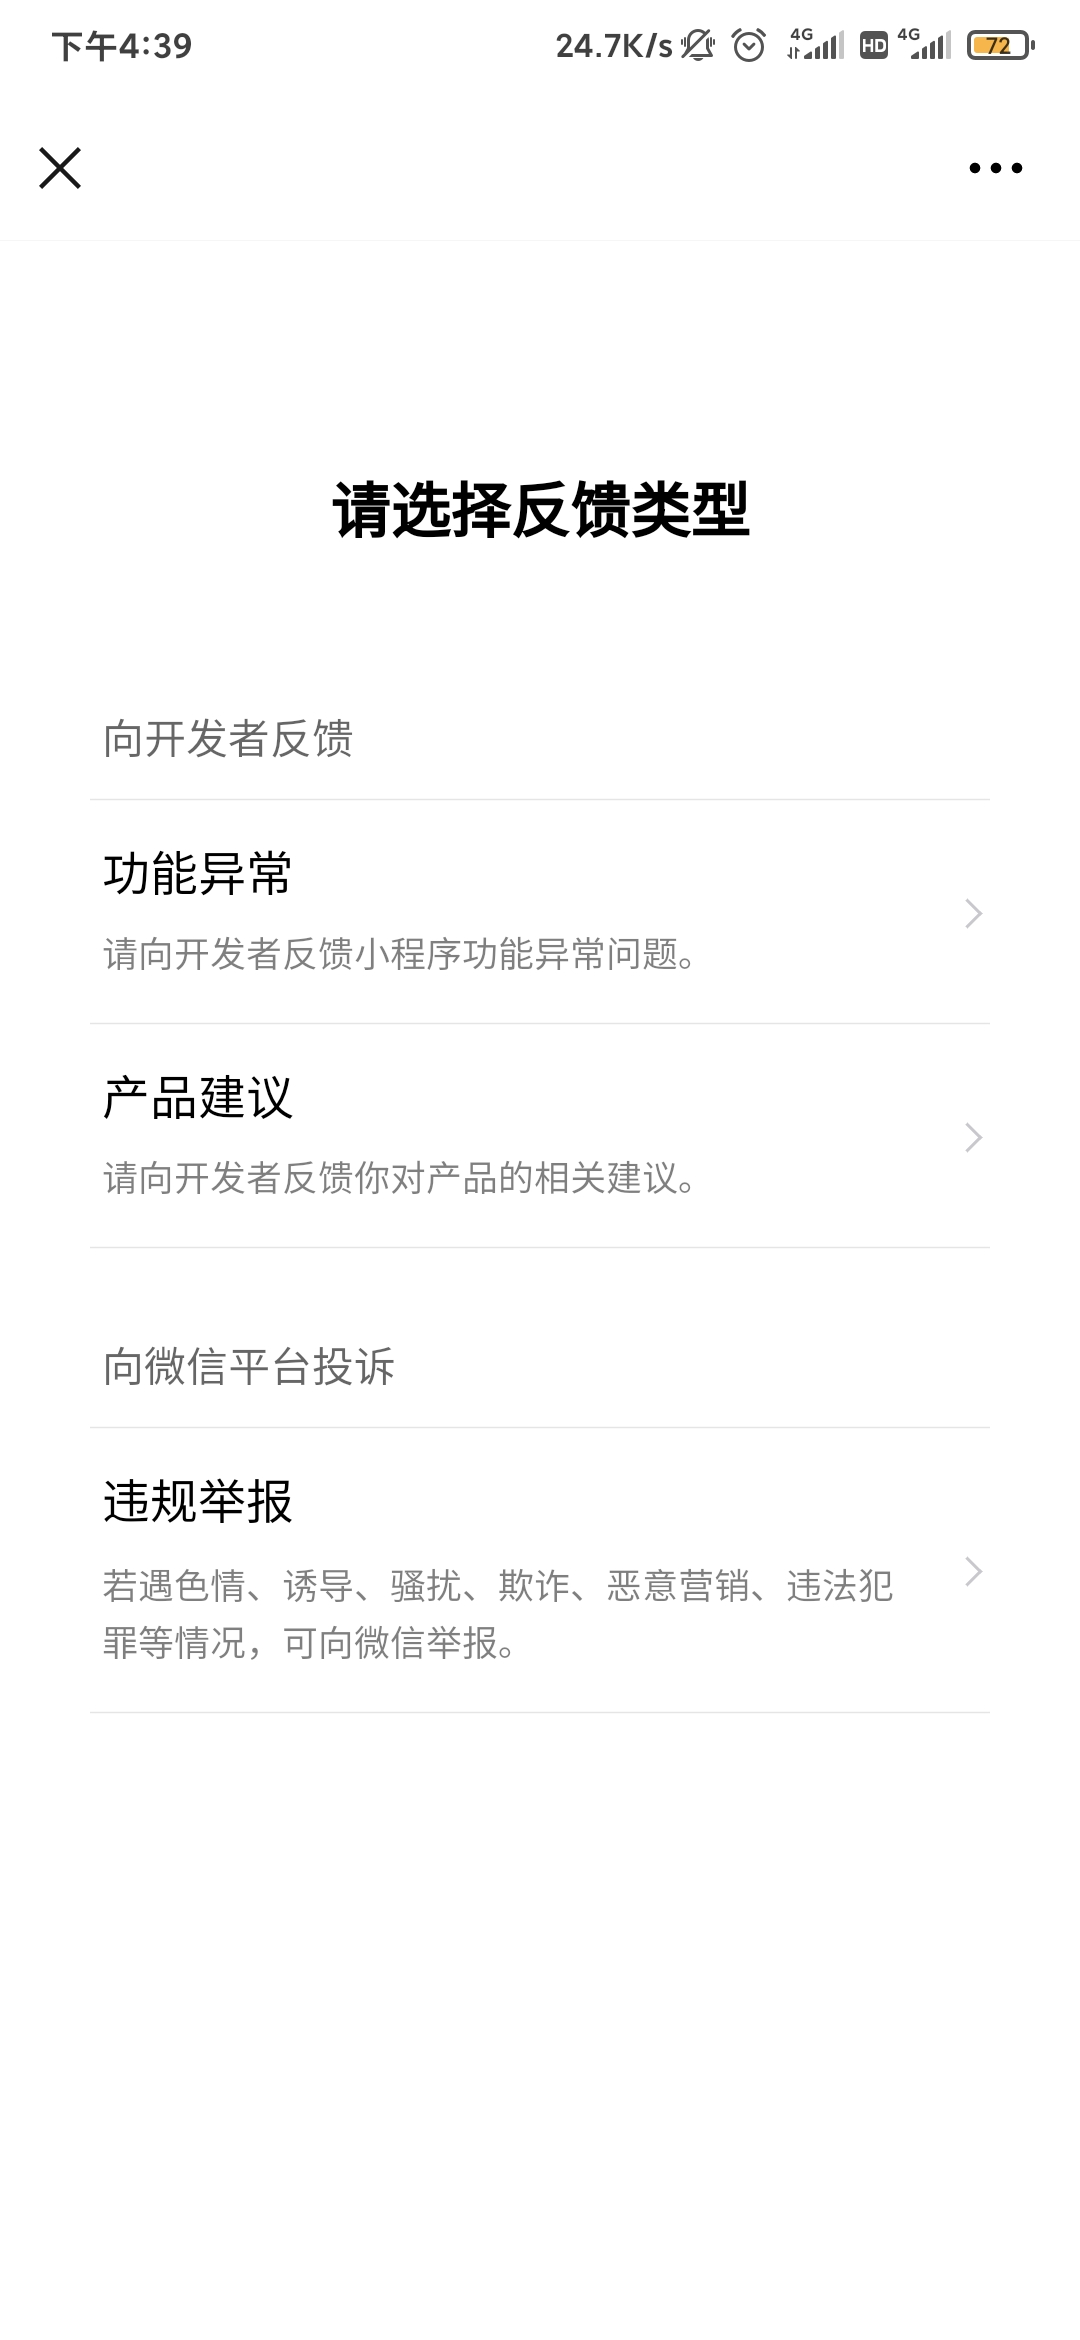 下午4:39 24.7K/s 4G HD 4G 72
请选择反馈类型
向开发者反馈
功能异常
请向开发者反馈小程序功能异常问题。
产品建议
请向开发者反馈你对产品的相关建议。
向微信平台投诉
违规举报
若遇色情、诱导、骚扰、欺诈、恶意营销、违法犯
罪等情况，可向微信举报。